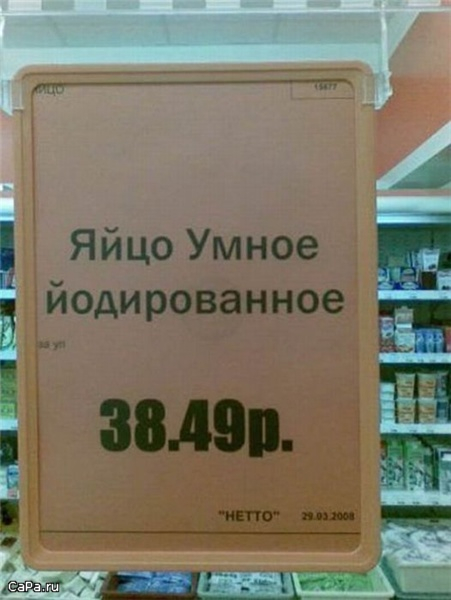 ЯЙЦО
15677
Яйцо Умное
йодированное
за уп
38.49р.
"НЕТТО" 29.03.2008
CaPa.ru